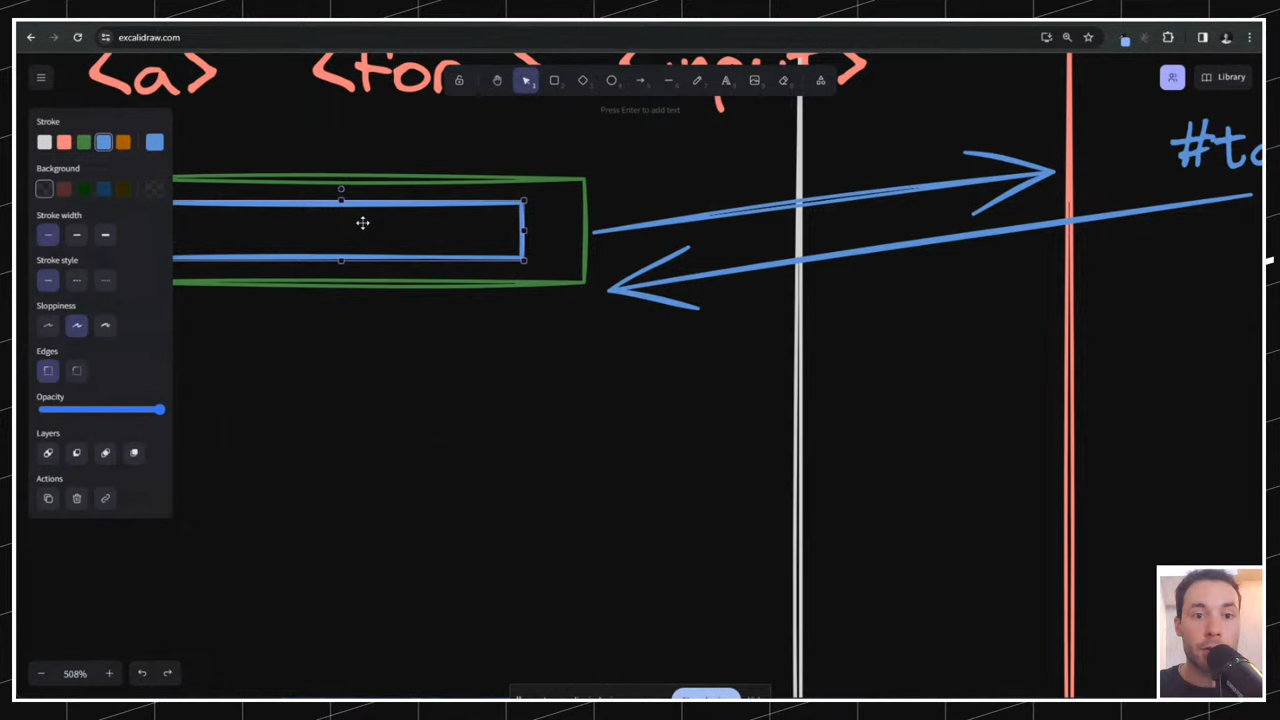 excalidraw.com
<a>
Library
Press Enter to add text
Stroke
#to
Background
Stroke width
Stroke style
Sloppiness
Edges
Opacity
Layers
Actions
508%